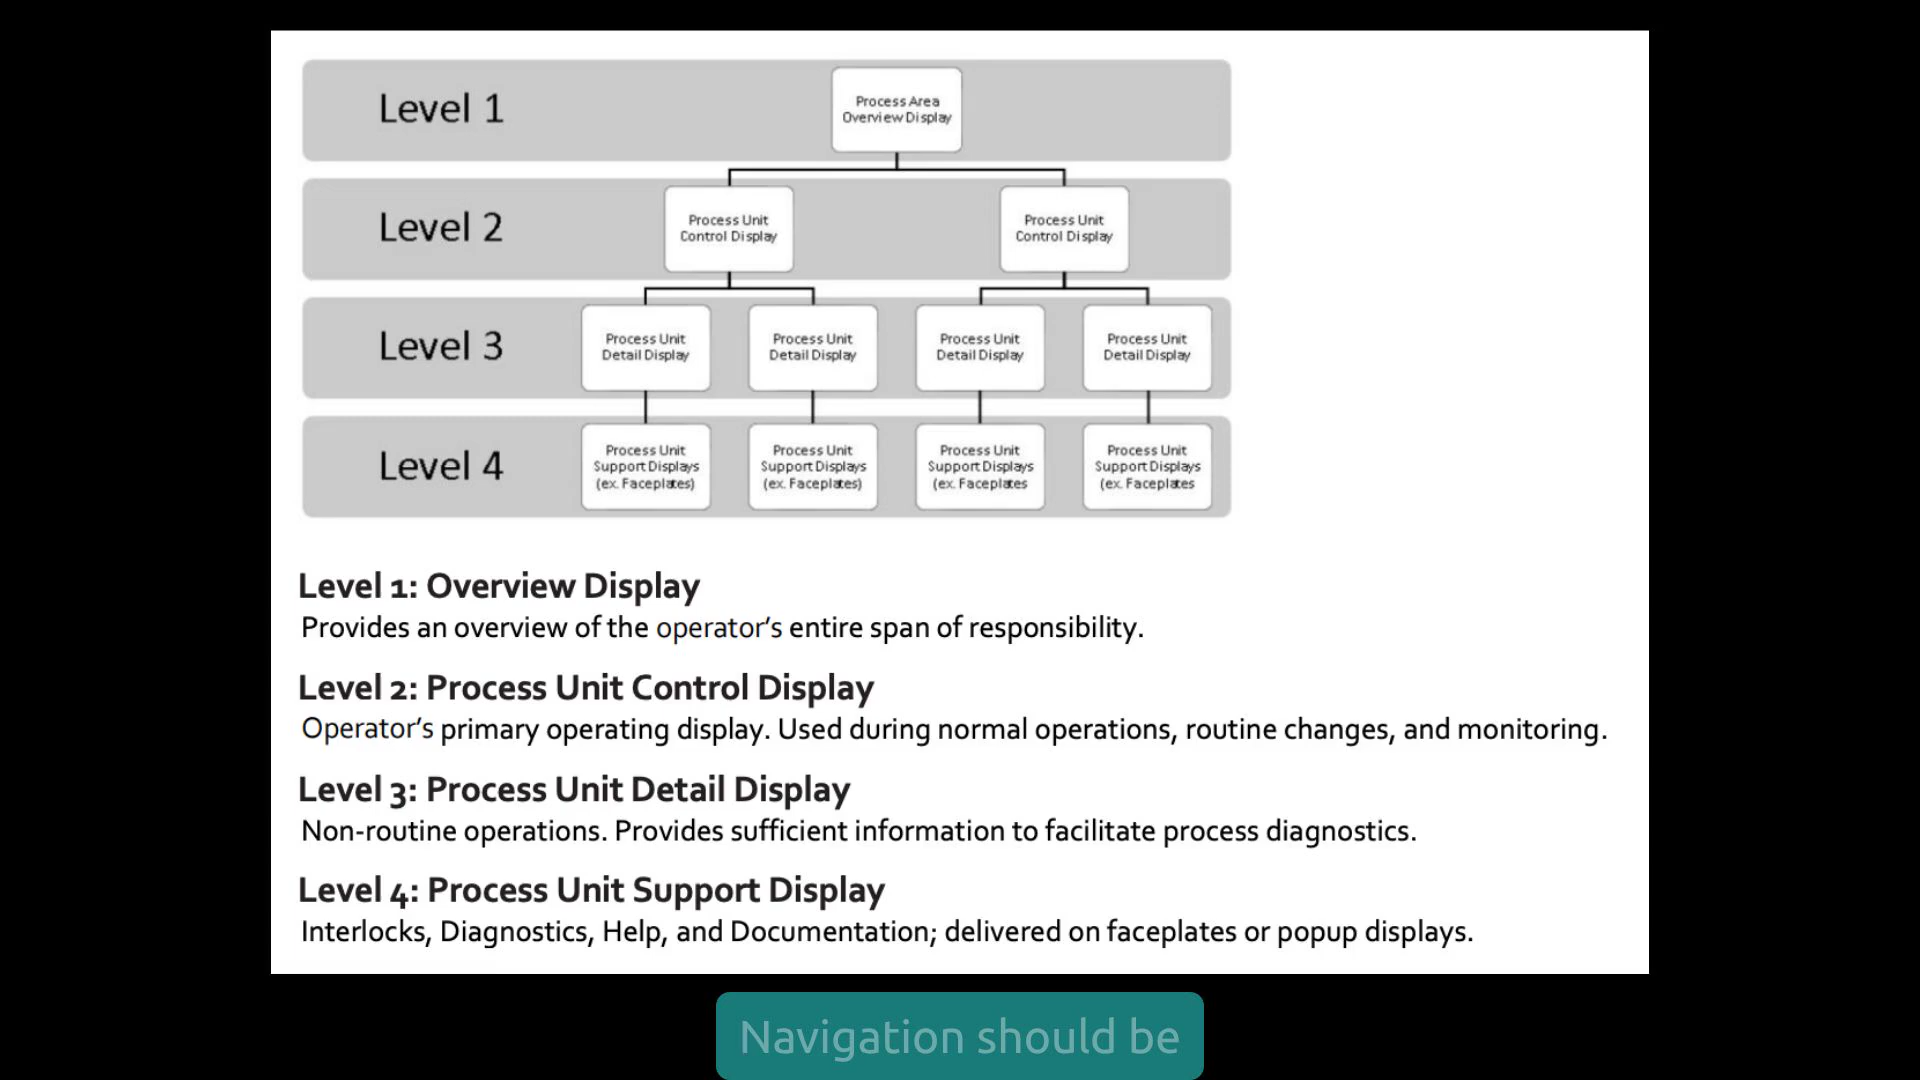 Level 1
Process Area
Overview Display
Level 2
Process Unit
Control Display
Process Unit
Control Display
Level 3
Process Unit
Detail Display
Process Unit
Detail Display
Process Unit
Detail Display
Process Unit
Detail Display
Level 4
Process Unit
Support Displays
(ex. Faceplates)
Process Unit
Support Displays
(ex. Faceplates)
Process Unit
Support Displays
(ex. Faceplates
Process Unit
Support Displays
(ex. Faceplates
Level 1: Overview Display
Provides an overview of the operator’s entire span of responsibility.
Level 2: Process Unit Control Display
Operator’s primary operating display. Used during normal operations, routine changes, and monitoring.
Level 3: Process Unit Detail Display
Non-routine operations. Provides sufficient information to facilitate process diagnostics.
Level 4: Process Unit Support Display
Interlocks, Diagnostics, Help, and Documentation; delivered on faceplates or popup displays.
Navigation should be